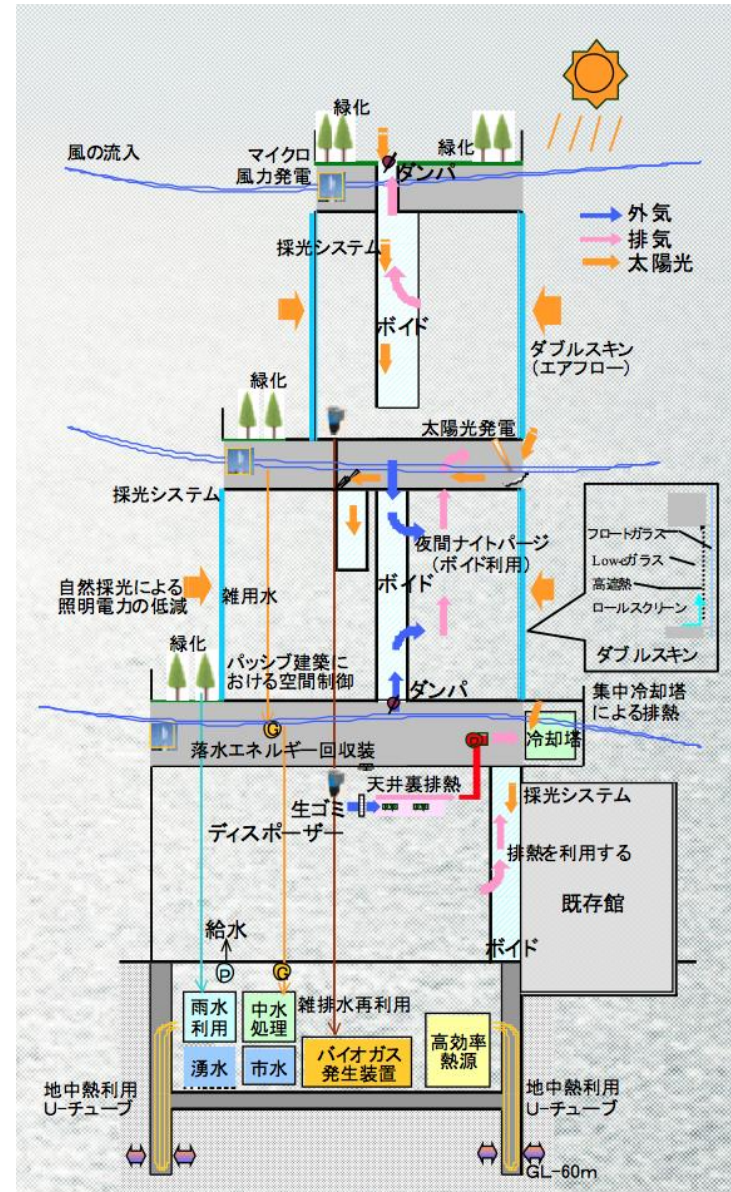 緑化
風の流入
マイクロ
風力発電
緑化
ダンパ
外気
排気
太陽光
採光システム
ボイド
ダブルスキン
(エアフロー)
緑化
太陽光発電
採光システム
夜間ナイトパージ
(ボイド利用)
ボイド
自然採光による
照明電力の低減
雑用水
フロートガラス
Low-eガラス
高遮熱
ロールスクリーン
ダブルスキン
緑化
パッシブ建築に
おける空間制御
ダンパ
集中冷却塔
による排熱
冷却塔
G
落水エネルギー回収装
天井裏排熱
生ゴミ
ディスポーザー
採光システム
排熱を利用する
既存館
給水
ボイド
P
G
雨水
利用
中水
処理
雑排水再利用
湧水
市水
バイオガス
発生装置
高効率
熱源
地中熱利用
U-チューブ
地中熱利用
U-チューブ
GL-60m